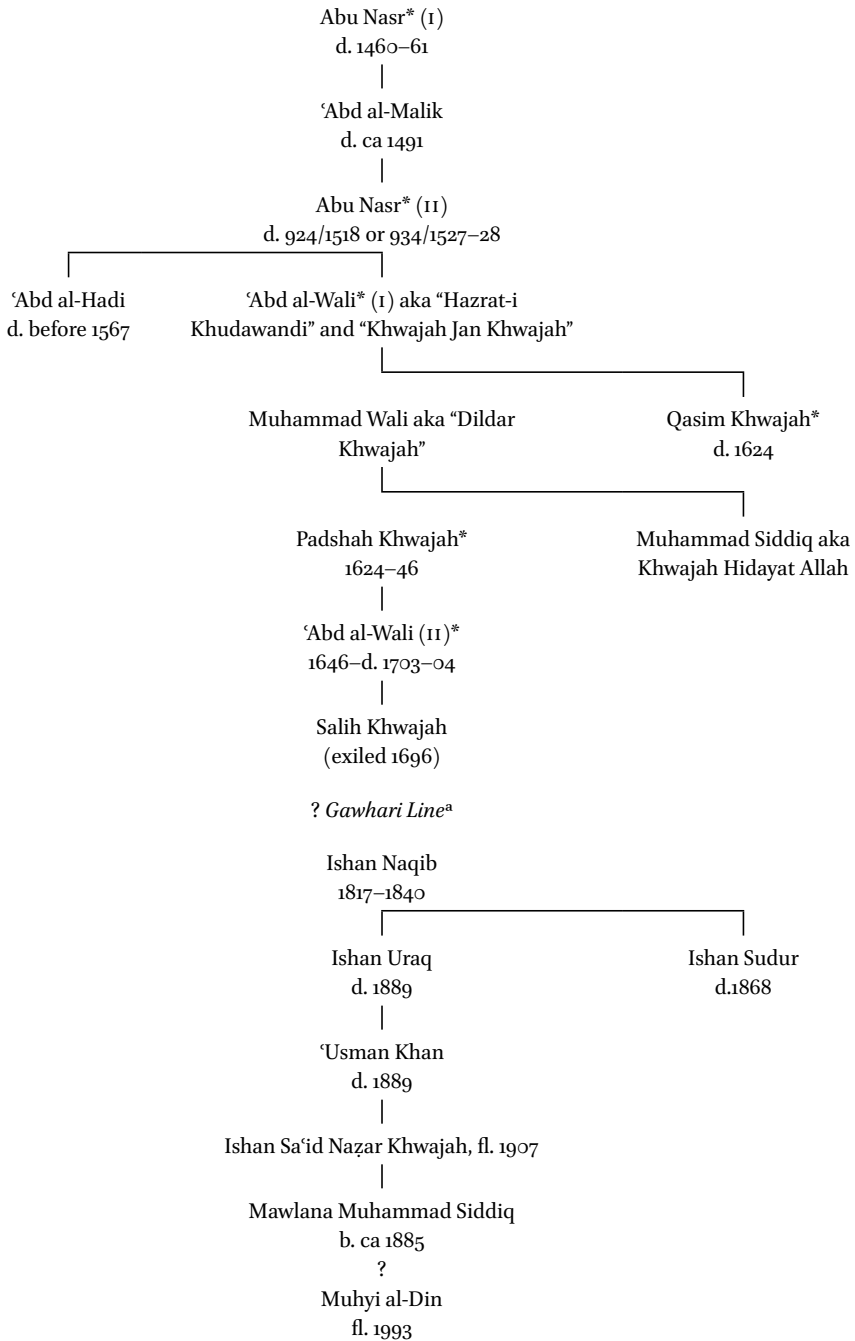 Abu Nasr* (I)
d. 1460–61
ʿAbd al-Malik
d. ca 1491
Abu Nasr* (II)
d. 924/1518 or 934/1527–28
ʿAbd al-Hadi
d. before 1567
ʿAbd al-Wali* (I) aka “Hazrat-i
Khudawandi” and “Khwajah Jan Khwajah”
Muhammad Wali aka “Dildar
Khwajah”
Qasim Khwajah*
d. 1624
Padshah Khwajah*
1624–46
Muhammad Siddiq aka
Khwajah Hidayat Allah
ʿAbd al-Wali (II)*
1646–d. 1703–04
Salih Khwajah
(exiled 1696)
? Gawhari Lineᵃ
Ishan Naqib
1817–1840
Ishan Uraq
d. 1889
Ishan Sudur
d.1868
ʿUsman Khan
d. 1889
Ishan Saʿid Naẓar Khwajah, fl. 1907
Mawlana Muhammad Siddiq
b. ca 1885
?
Muhyi al-Din
fl. 1993